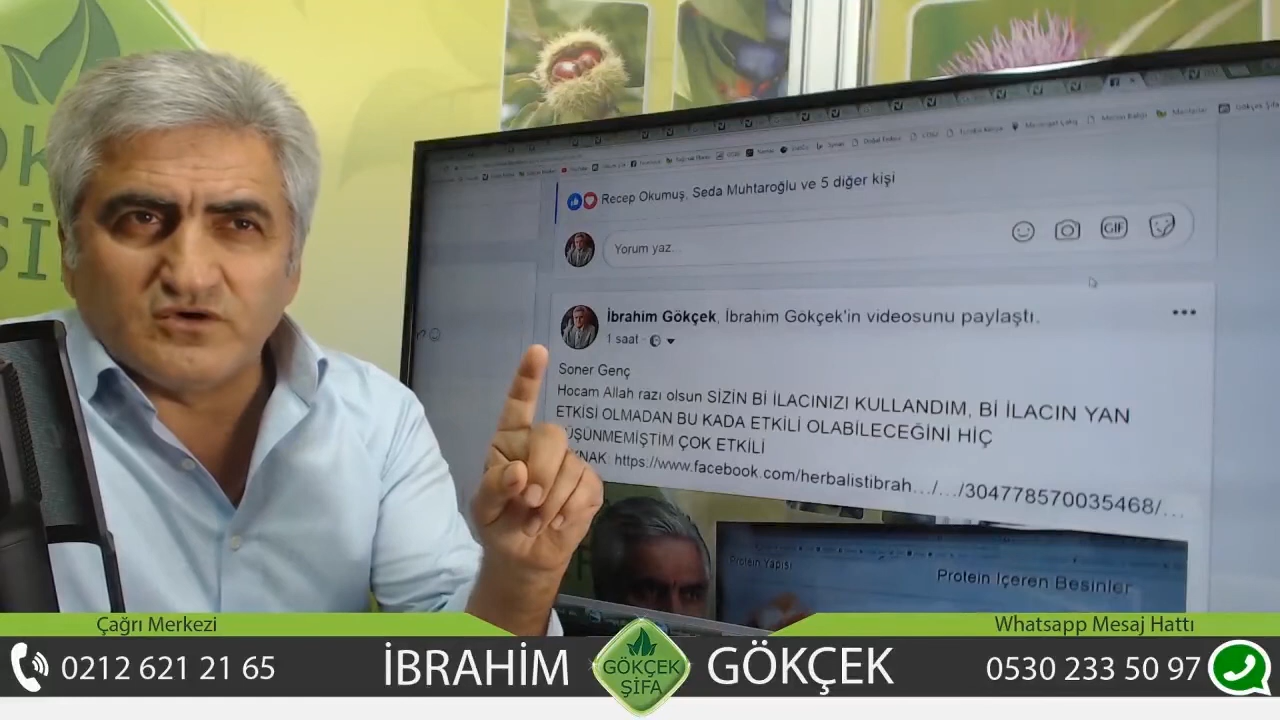 Recep Okumuş, Seda Muhtaroğlu ve 5 diğer kişi
Yorum yaz.
GIF
İbrahim Gökçek, İbrahim Gökçek'in videosunu paylaştı.
1 saat
Soner Genç
Hocam Allah razı olsun SİZİN Bİ İLACINIZI KULLANDIM, Bİ İLACIN YAN
ETKİSİ OLMADAN BU KADA ETKİLİ OLABİLECEĞİNİ HİÇ
ÜŞÜNMEMİŞTİM ÇOK ETKİLİ
YNAK: https://www.facebook.com/herbalistibrah…/…/304778570035468/…
Protein Yapısı
Protein İçeren Besinler
Çağrı Merkezi
Whatsapp Mesaj Hattı
0212 621 21 65
İBRAHİM
GÖKÇEK
ŞİFA
GÖKÇEK
0530 233 50 97